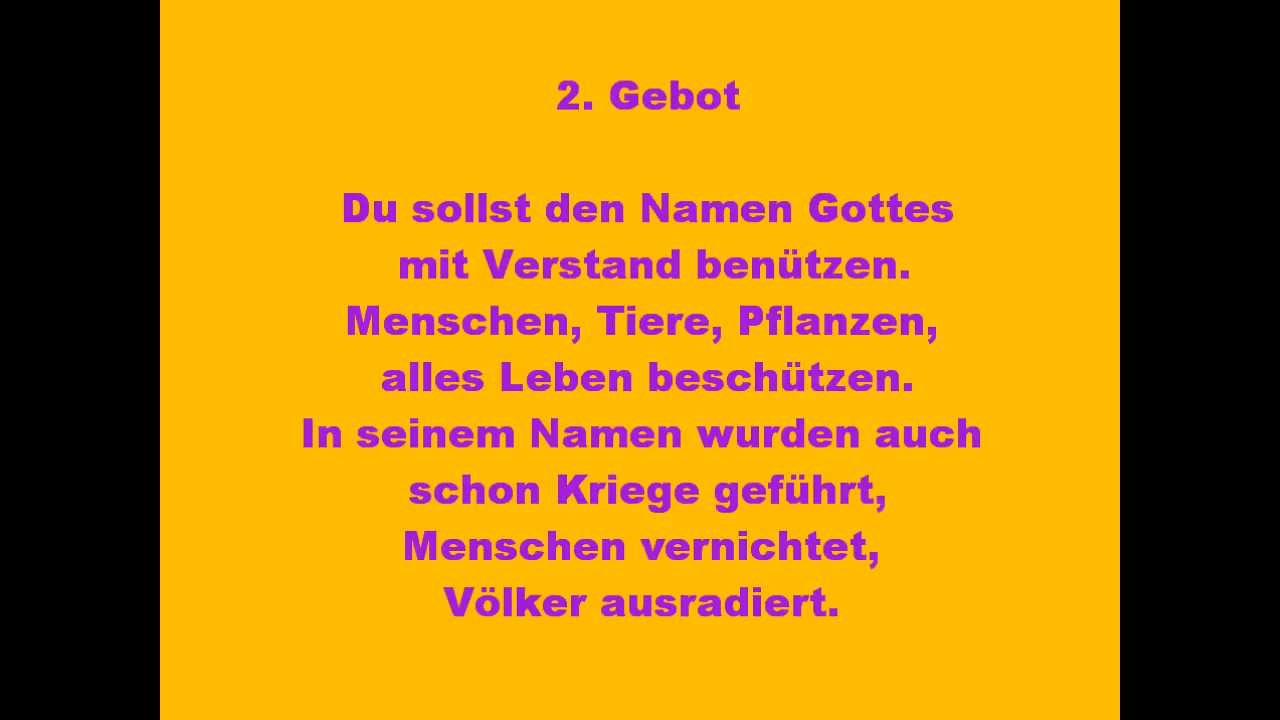 2. Gebot
Du sollst den Namen Gottes
mit Verstand benützen.
Menschen, Tiere, Pflanzen,
alles Leben beschützen.
In seinem Namen wurden auch
schon Kriege geführt,
Menschen vernichtet,
Völker ausradiert.